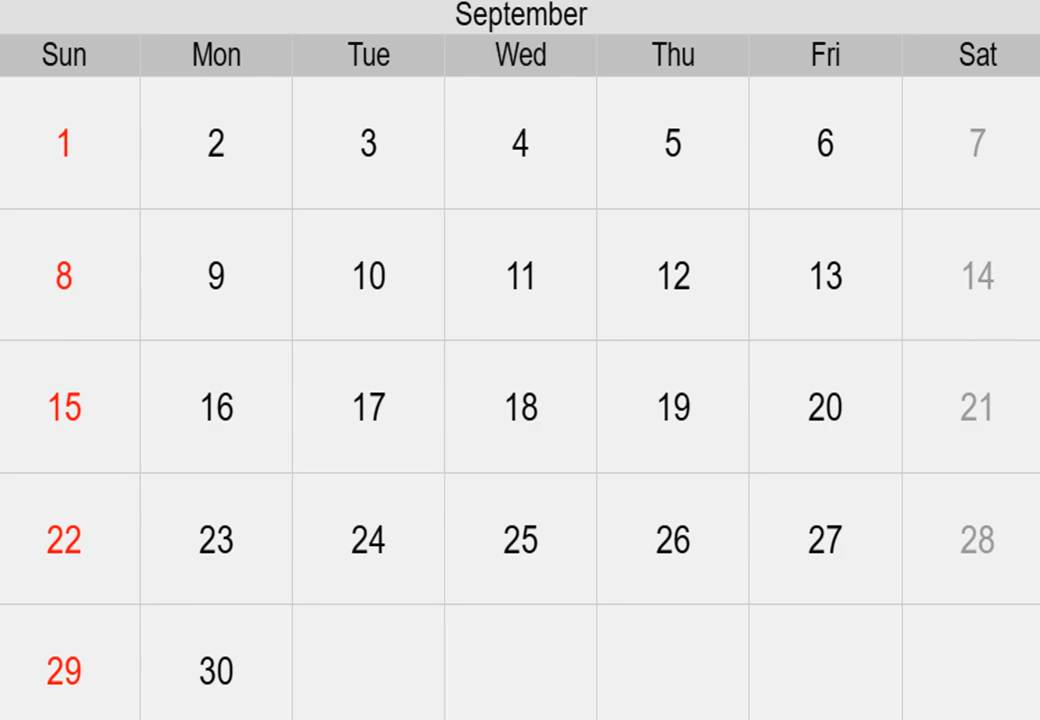 September
Sun Mon Tue Wed Thu Fri Sat
1 2 3 4 5 6 7
8 9 10 11 12 13 14
15 16 17 18 19 20 21
22 23 24 25 26 27 28
29 30